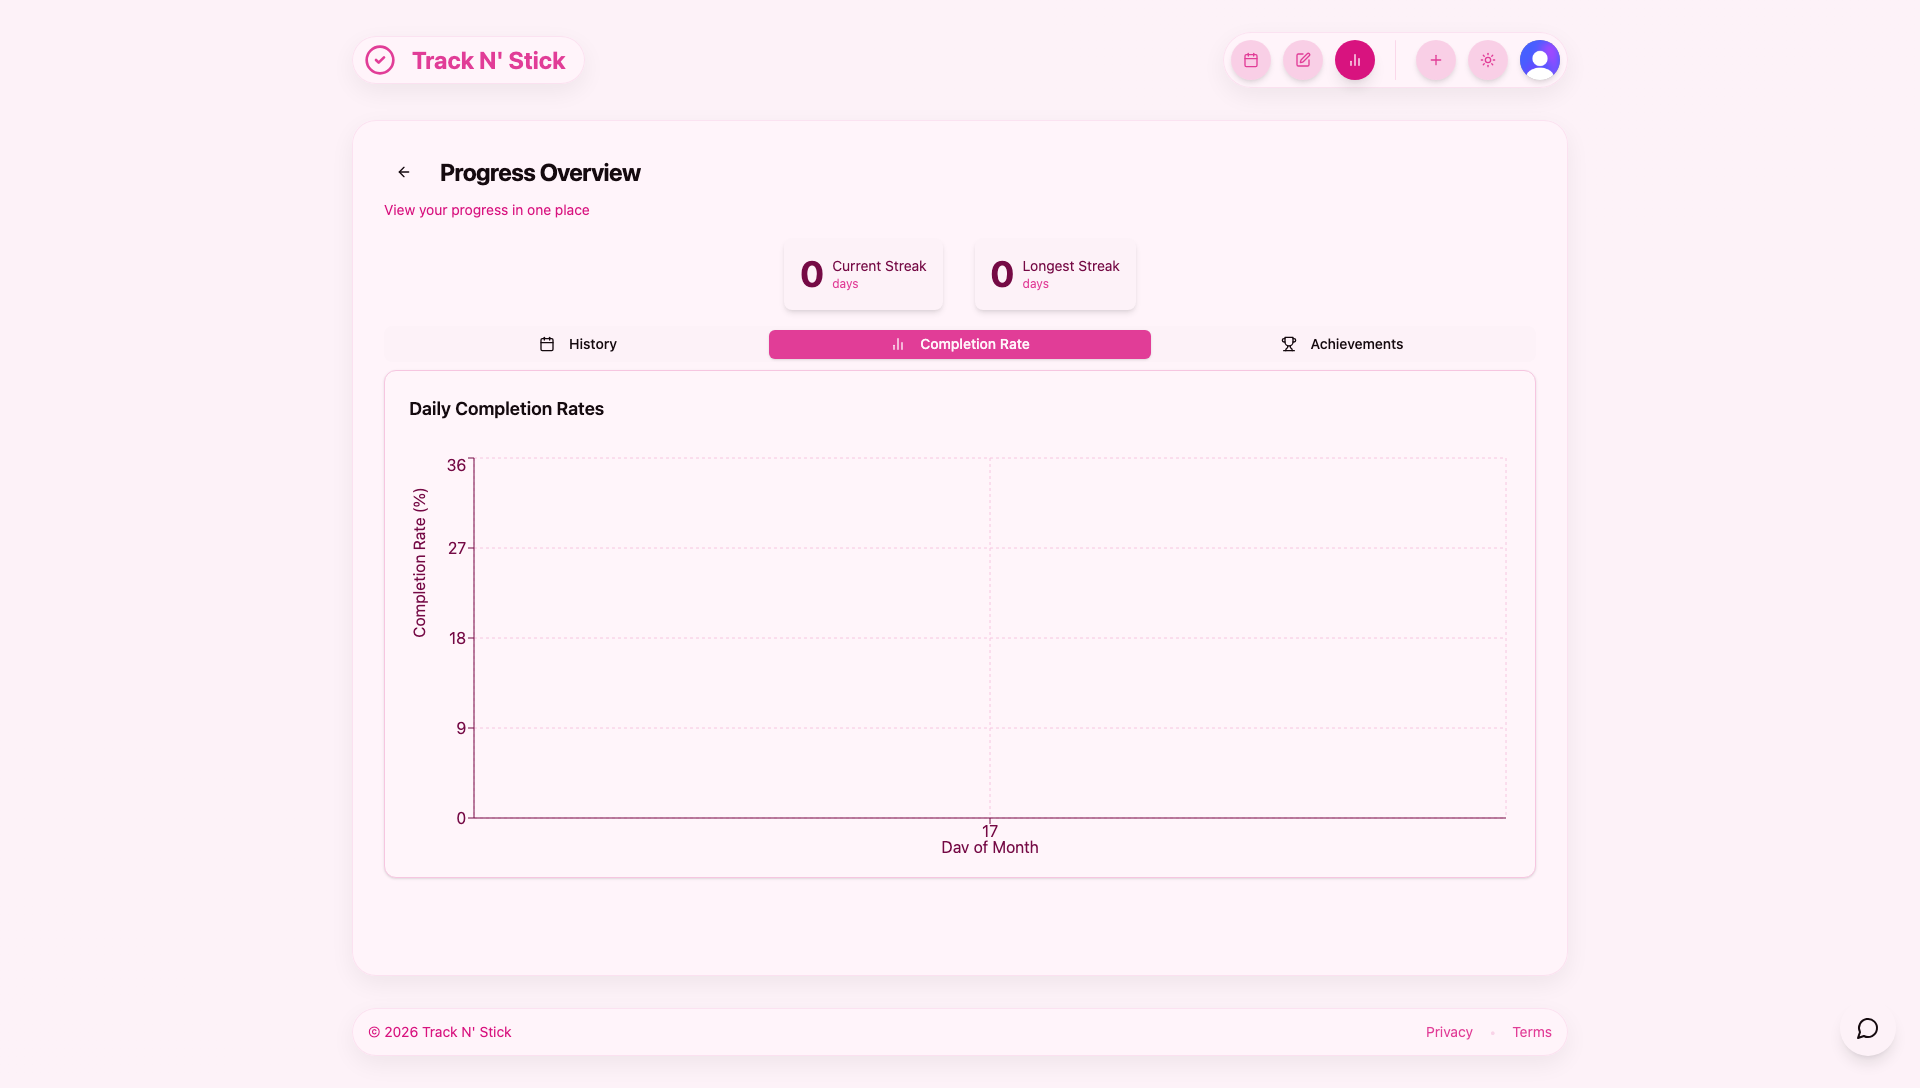 Track N' Stick
Progress Overview
View your progress in one place
0 Current Streak
days
0 Longest Streak
days
History
Completion Rate
Achievements
Daily Completion Rates
Completion Rate (%)
36
27
18
9
0
17
Day of Month
© 2026 Track N' Stick
Privacy • Terms